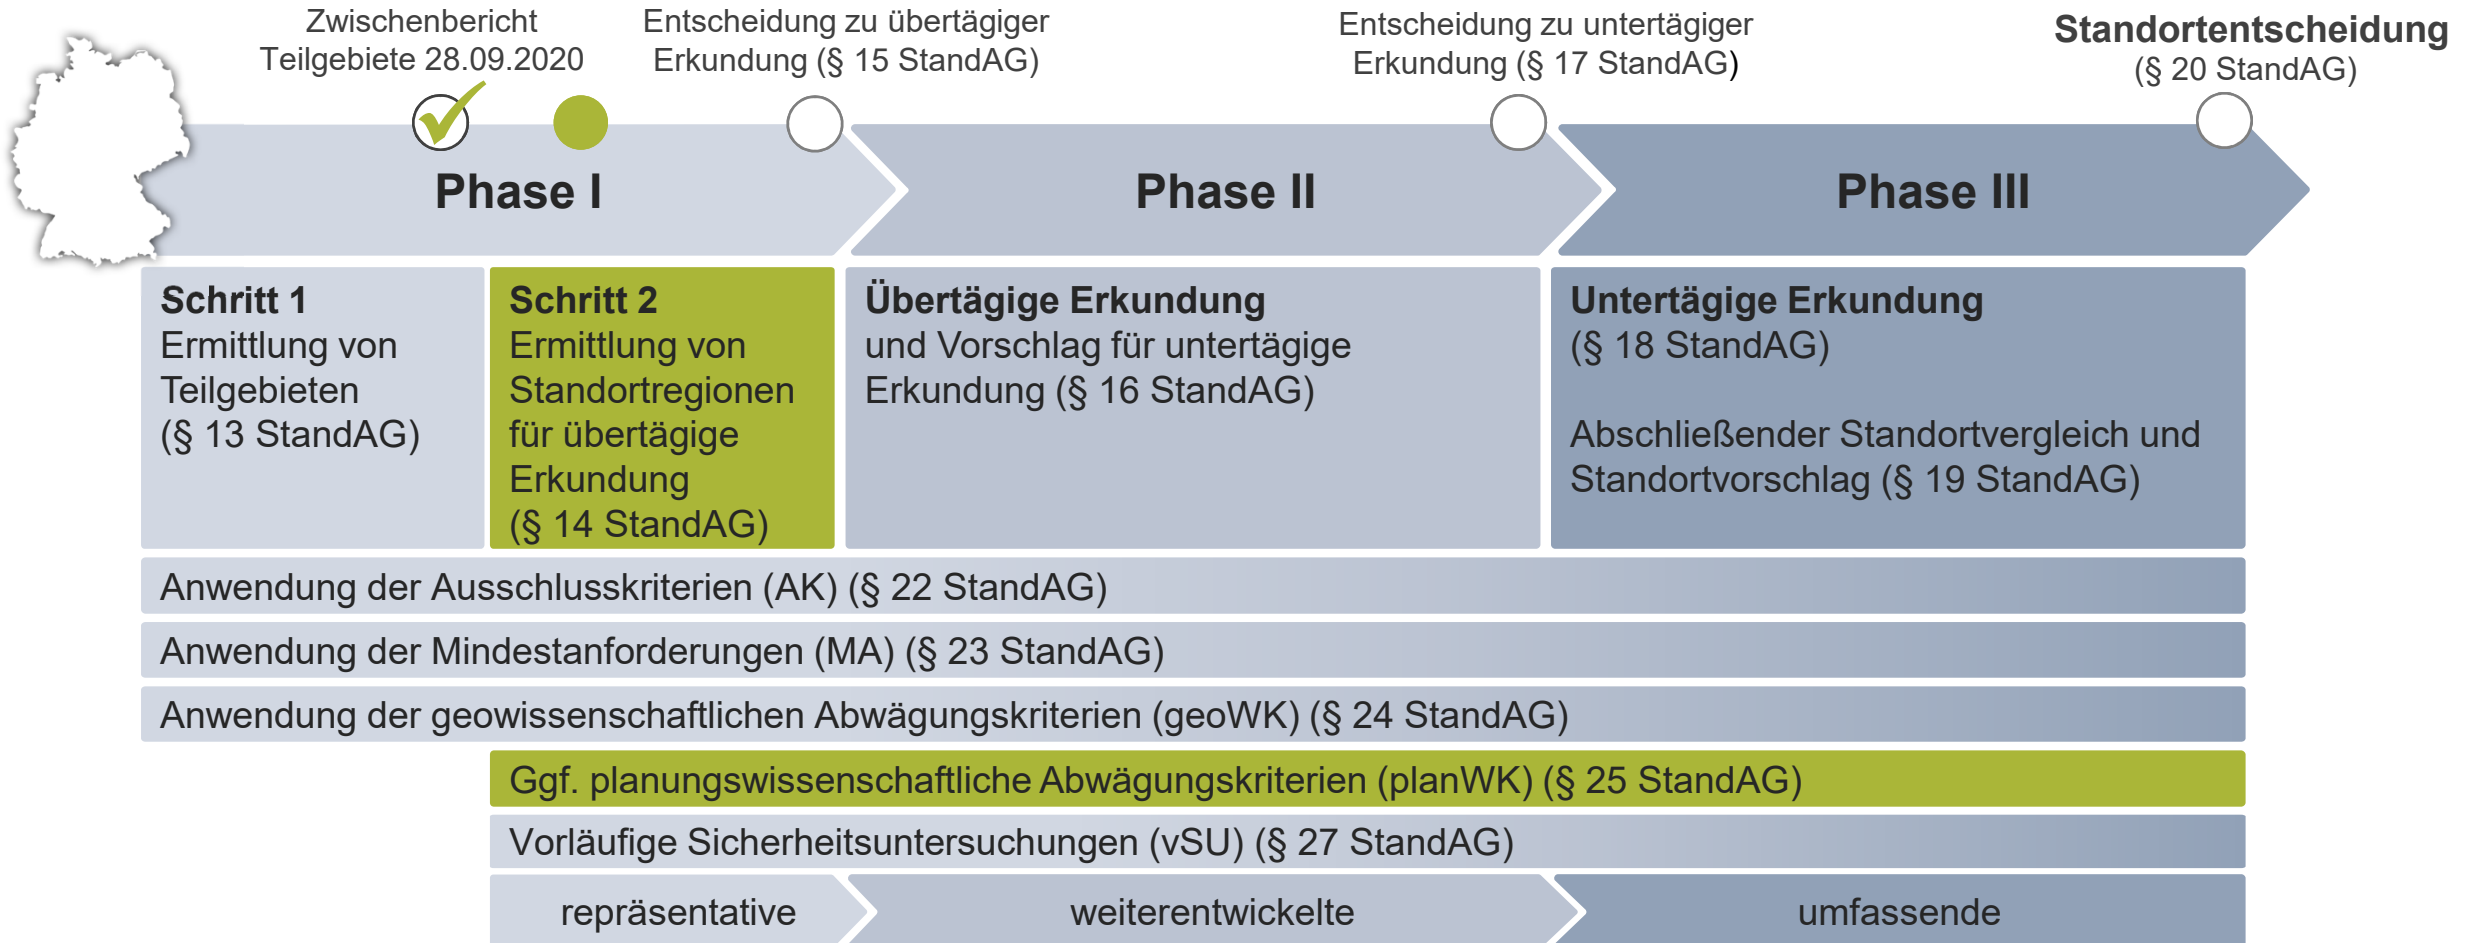 Zwischenbericht
Teilgebiete 28.09.2020
Entscheidung zu übertägiger
Erkundung (§ 15 StandAG)
Entscheidung zu untertägiger
Erkundung (§ 17 StandAG)
Standortentscheidung
(§ 20 StandAG)
Phase I
Phase II
Phase III
Schritt 1
Ermittlung von
Teilgebieten
(§ 13 StandAG)
Schritt 2
Ermittlung von
Standortregionen
für übertägige
Erkundung
(§ 14 StandAG)
Übertägige Erkundung
und Vorschlag für untertägige
Erkundung (§ 16 StandAG)
Untertägige Erkundung
(§ 18 StandAG)
Abschließender Standortvergleich und
Standortvorschlag (§ 19 StandAG)
Anwendung der Ausschlusskriterien (AK) (§ 22 StandAG)
Anwendung der Mindestanforderungen (MA) (§ 23 StandAG)
Anwendung der geowissenschaftlichen Abwägungskriterien (geoWK) (§ 24 StandAG)
Ggf. planungswissenschaftliche Abwägungskriterien (planWK) (§ 25 StandAG)
Vorläufige Sicherheitsuntersuchungen (vSU) (§ 27 StandAG)
repräsentative
weiterentwickelte
umfassende